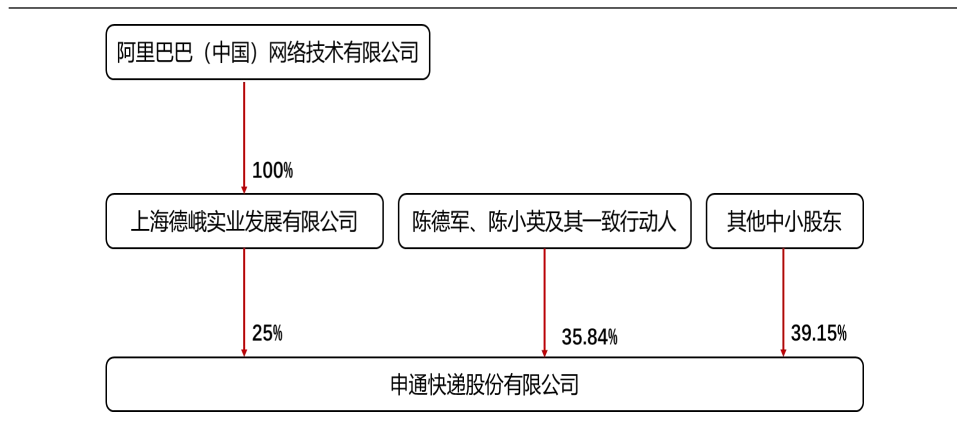 阿里巴巴（中国）网络技术有限公司
100%
上海德峨实业发展有限公司
陈德军、陈小英及其一致行动人
其他中小股东
25%
35.84%
39.15%
申通快递股份有限公司